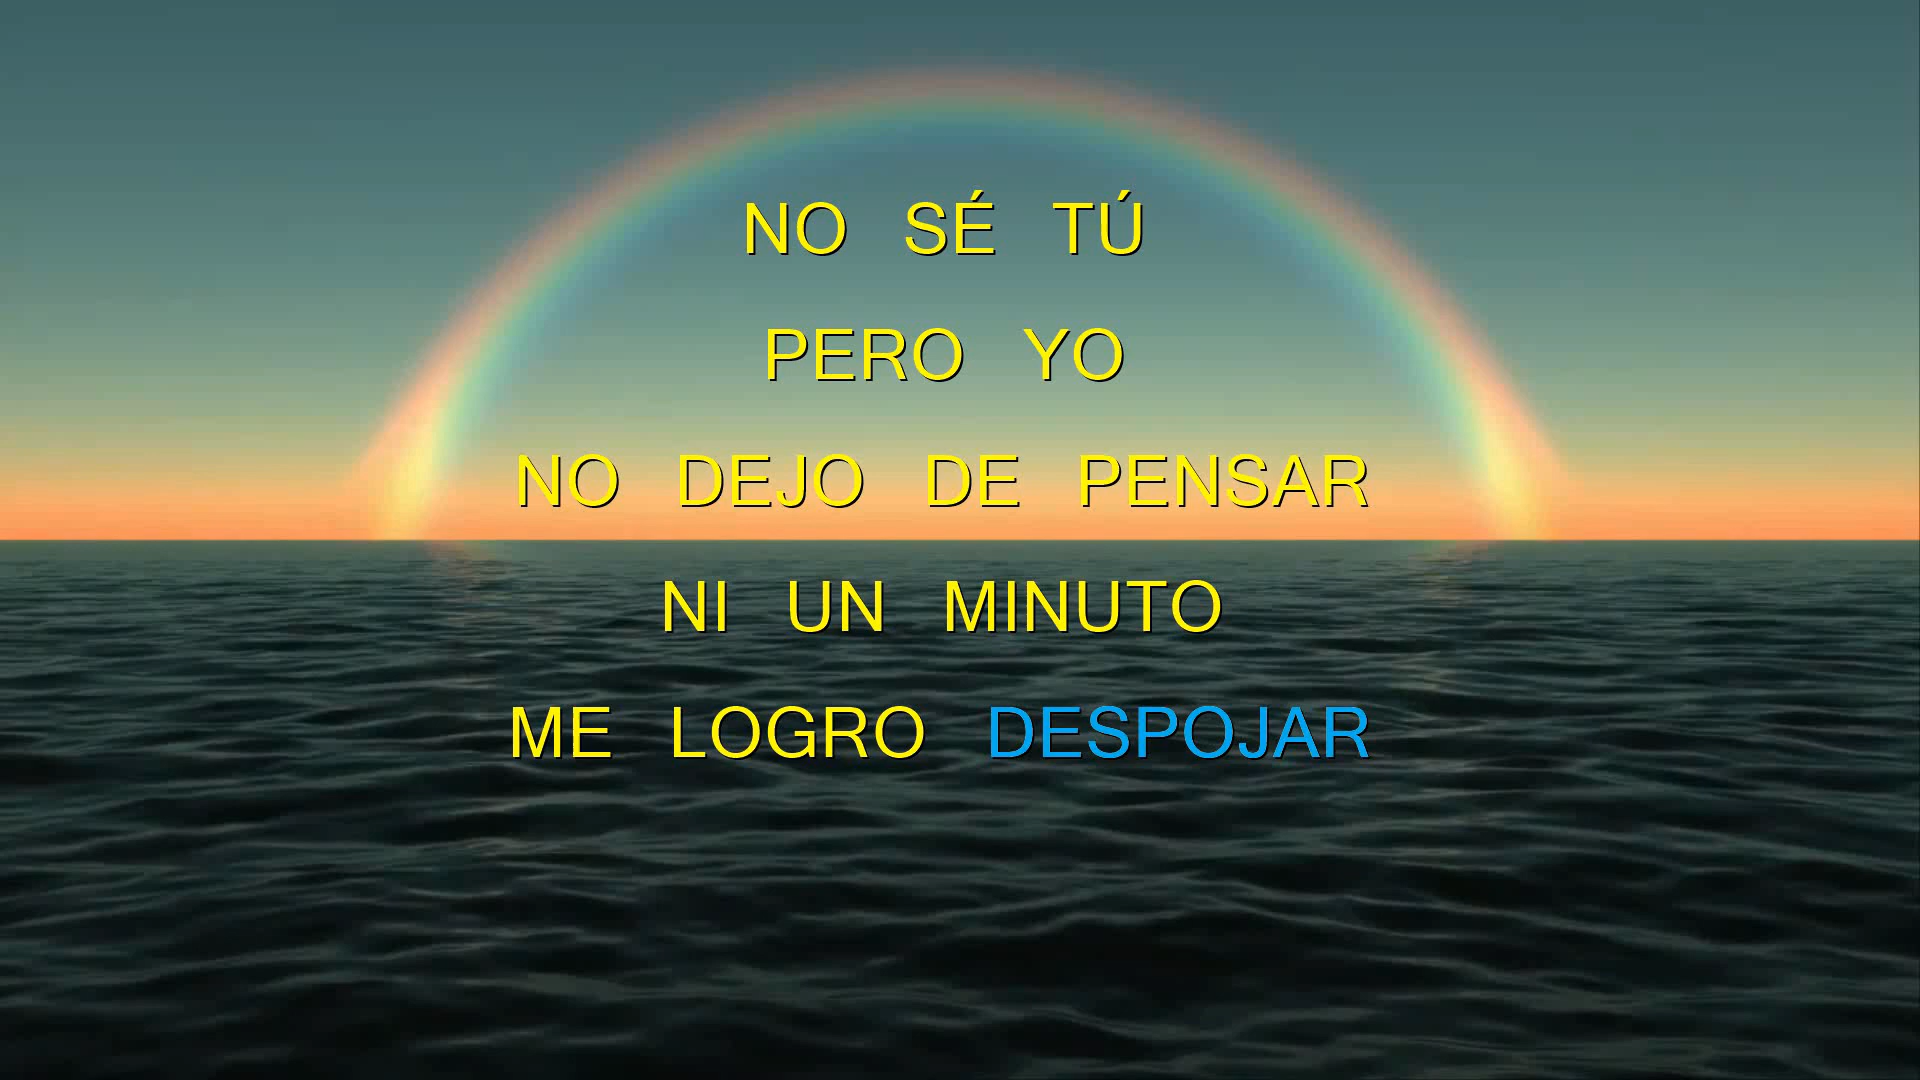 NO SÉ TÚ
PERO YO
NO DEJO DE PENSAR
NI UN MINUTO
ME LOGRO DESPOJAR